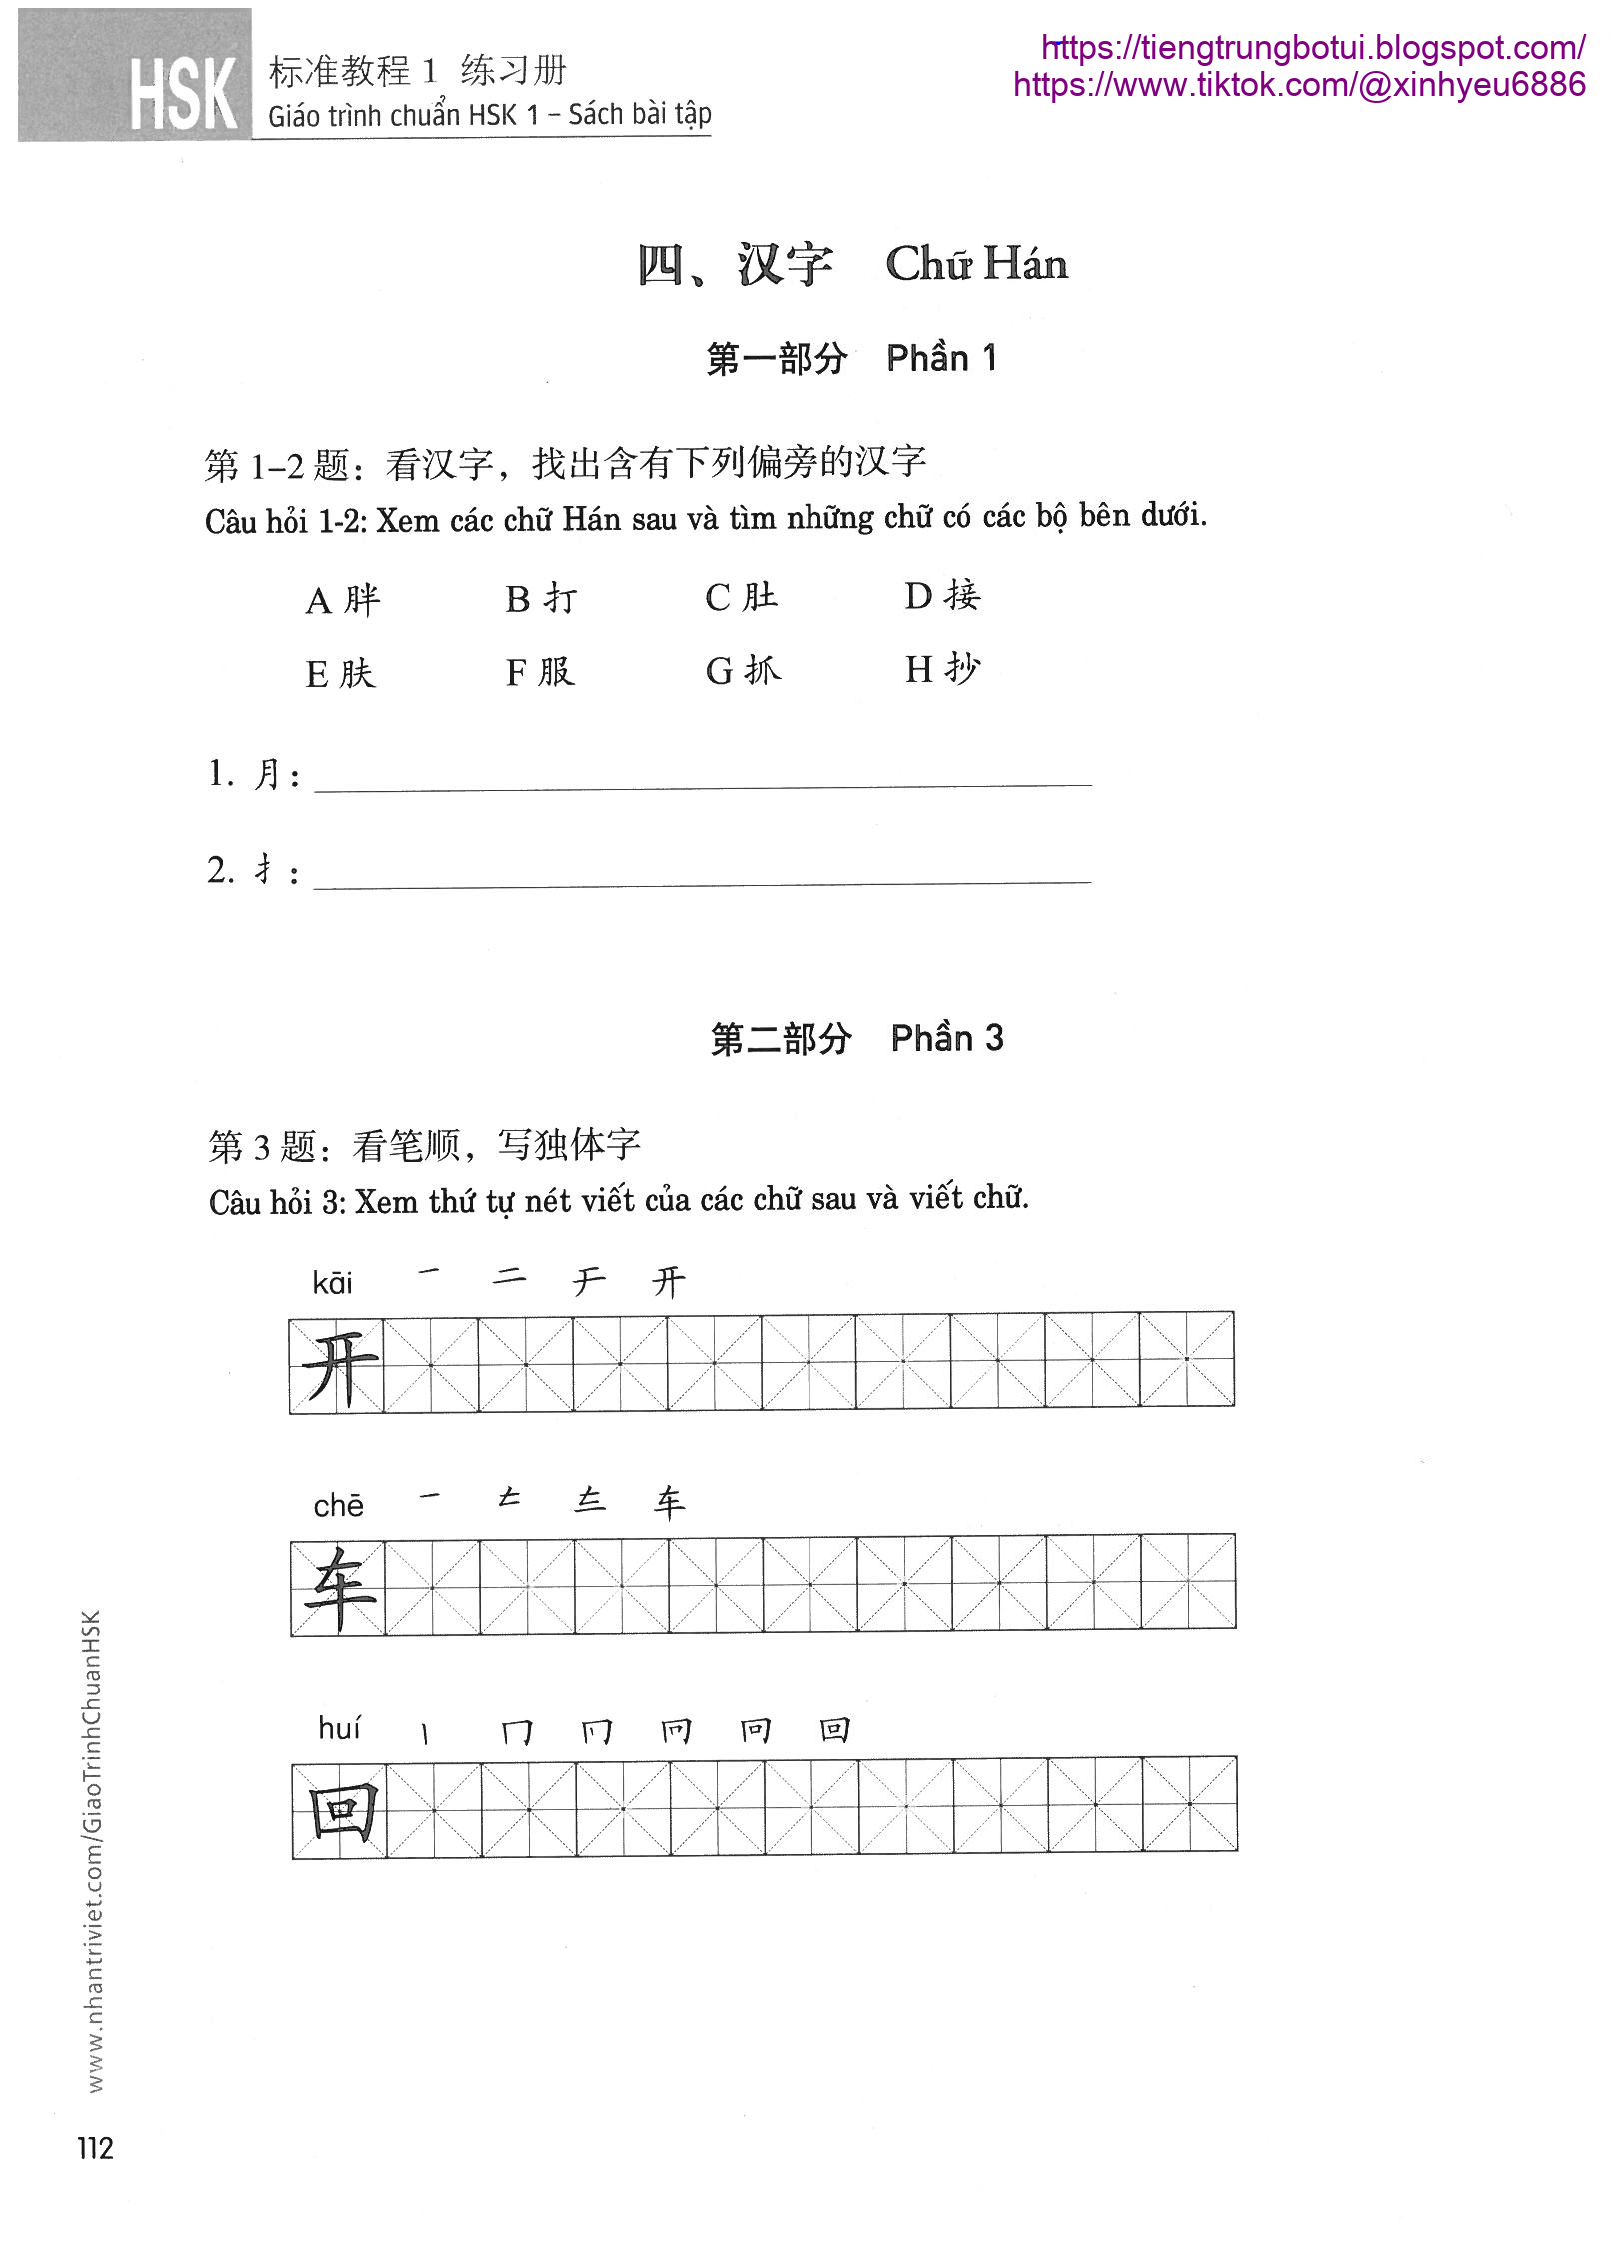 https://tiengtrungbotui.blogspot.com/
https://www.tiktok.com/@xinhyeu6886
HSK 标准教程 1 练习册
Giáo trình chuẩn HSK 1 – Sách bài tập
四、汉字 Chữ Hán
第一部分 Phần 1
第 1–2 题：看汉字，找出含有下列偏旁的汉字
Câu hỏi 1-2: Xem các chữ Hán sau và tìm những chữ có các bộ bên dưới.
A 胖 B 打 C 肚 D 接
E 肤 F 服 G 抓 H 抄
1. 月：
2. 扌：
第二部分 Phần 3
第 3 题：看笔顺，写独体字
Câu hỏi 3: Xem thứ tự nét viết của các chữ sau và viết chữ.
kāi 一 二 于 开
开
chē 一 𠂇 车
车
huí 丨 冂 冋 回
回
www.nhantriviet.com/GiaoTrinhChuanHSK
112